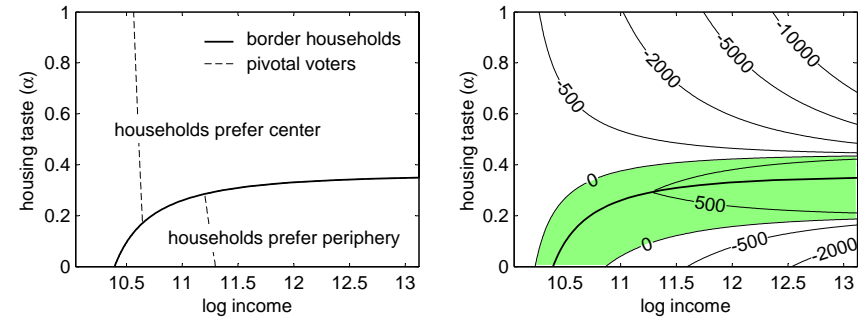 1
0.8
0.6
0.4
0.2
0
housing taste (α)
border households
pivotal voters
households prefer center
households prefer periphery
10.5 11 11.5 12 12.5 13
log income
1
0.8
0.6
0.4
0.2
0
housing taste (α)
-500
-2000
-5000
-10000
0
500
0
-500
-2000
10.5 11 11.5 12 12.5 13
log income